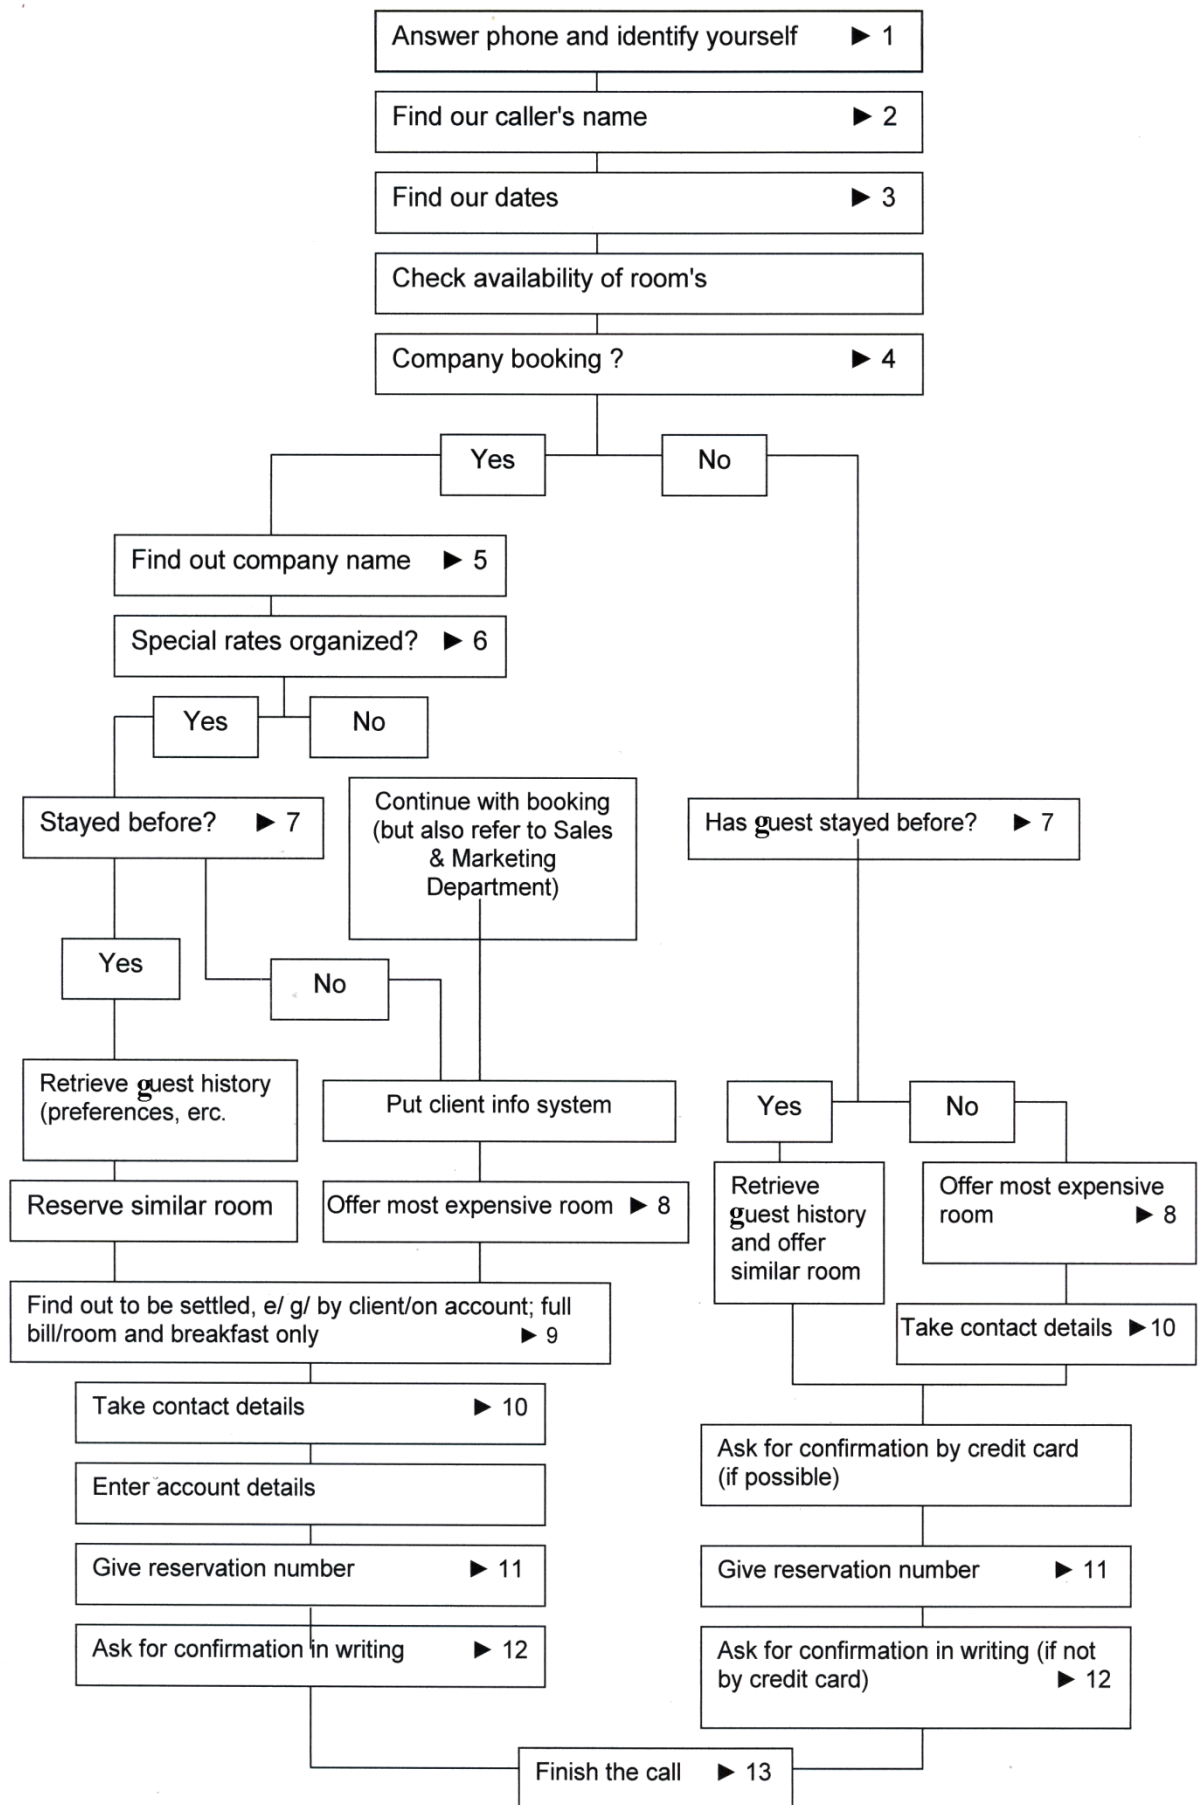 Answer phone and identify yourself ► 1
Find our caller's name ► 2
Find our dates ► 3
Check availability of room's
Company booking ? ► 4
Yes
No
Find out company name ► 5
Special rates organized? ► 6
Yes
No
Stayed before? ► 7
Continue with booking
(but also refer to Sales
& Marketing
Department)
Has guest stayed before? ► 7
Yes
No
Retrieve guest history
(preferences, erc.
Put client info system
Yes
No
Reserve similar room
Offer most expensive room ► 8
Retrieve
guest history
and offer
similar room
Offer most expensive
room ► 8
Find out to be settled, e/ g/ by client/on account; full
bill/room and breakfast only ► 9
Take contact details ►10
Take contact details ► 10
Enter account details
Give reservation number ► 11
Ask for confirmation in writing ► 12
Ask for confirmation by credit card
(if possible)
Give reservation number ► 11
Ask for confirmation in writing (if not
by credit card) ► 12
Finish the call ► 13